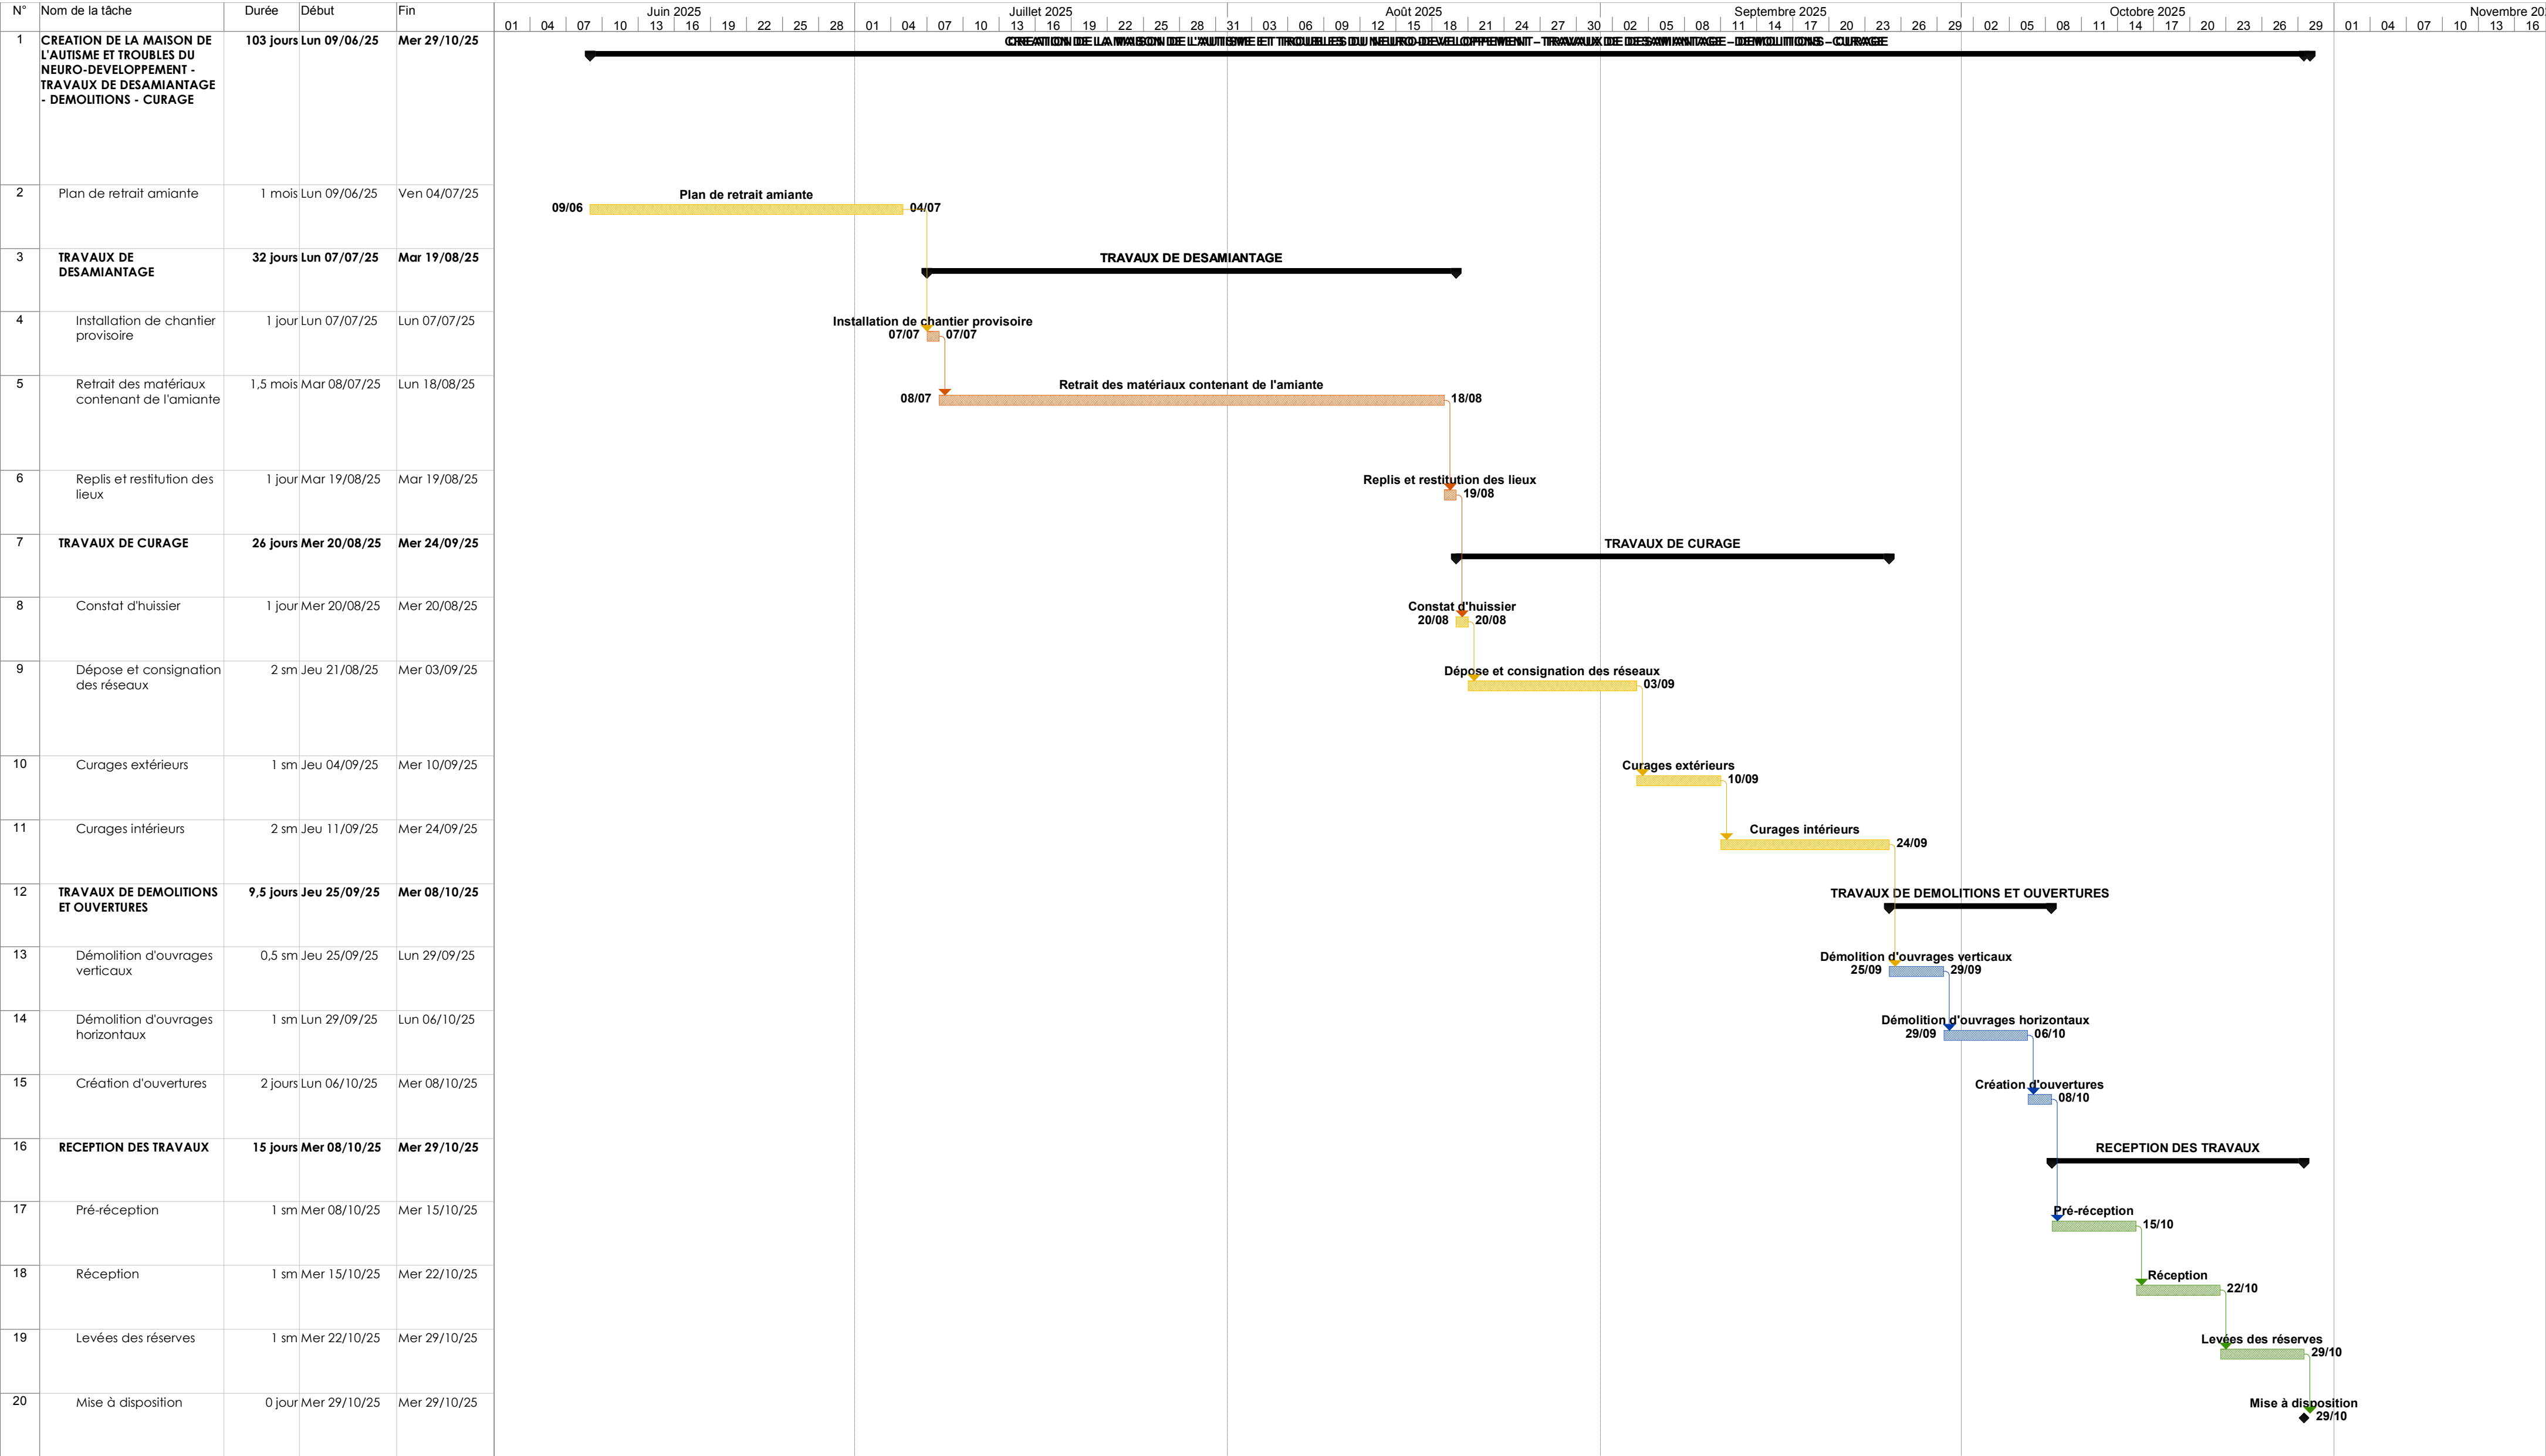 N° Nom de la tâche Durée Début Fin Juin 2025 Juillet 2025 Août 2025 Septembre 2025 Octobre 2025 Novembre 20
01 04 07 10 13 16 19 22 25 28 01 04 07 10 13 16 19 22 25 28 31 03 06 09 12 15 18 21 24 27 30 02 05 08 11 14 17 20 23 26 29 02 05 08 11 14 17 20 23 26 29 01 04 07 10 13 16
1 CREATION DE LA MAISON DE 103 jours Lun 09/06/25 Mer 29/10/25 CREATION DE LA MAISON DE L'AUTISME ET TROUBLES DU NEURO-DEVELOPPEMENT - TRAVAUX DE DESAMIANTAGE - DEMOLITIONS - CURAGE
L'AUTISME ET TROUBLES DU
NEURO-DEVELOPPEMENT -
TRAVAUX DE DESAMIANTAGE
- DEMOLITIONS - CURAGE
2 Plan de retrait amiante 1 mois Lun 09/06/25 Ven 04/07/25 Plan de retrait amiante
09/06 04/07
3 TRAVAUX DE 32 jours Lun 07/07/25 Mar 19/08/25 TRAVAUX DE DESAMIANTAGE
DESAMIANTAGE
4 Installation de chantier 1 jour Lun 07/07/25 Lun 07/07/25 Installation de chantier provisoire
provisoire 07/07 07/07
5 Retrait des matériaux 1,5 mois Mar 08/07/25 Lun 18/08/25 Retrait des matériaux contenant de l'amiante
contenant de l'amiante 08/07 18/08
6 Replis et restitution des 1 jour Mar 19/08/25 Mar 19/08/25 Replis et restitution des lieux
lieux 19/08
7 TRAVAUX DE CURAGE 26 jours Mer 20/08/25 Mer 24/09/25 TRAVAUX DE CURAGE
8 Constat d'huissier 1 jour Mer 20/08/25 Mer 20/08/25 Constat d'huissier
20/08 20/08
9 Dépose et consignation 2 sm Jeu 21/08/25 Mer 03/09/25 Dépose et consignation des réseaux
des réseaux 03/09
10 Curages extérieurs 1 sm Jeu 04/09/25 Mer 10/09/25 Curages extérieurs
10/09
11 Curages intérieurs 2 sm Jeu 11/09/25 Mer 24/09/25 Curages intérieurs
24/09
12 TRAVAUX DE DEMOLITIONS 9,5 jours Jeu 25/09/25 Mer 08/10/25 TRAVAUX DE DEMOLITIONS ET OUVERTURES
ET OUVERTURES
13 Démolition d'ouvrages 0,5 sm Jeu 25/09/25 Lun 29/09/25 Démolition d'ouvrages verticaux
verticaux 25/09 29/09
14 Démolition d'ouvrages 1 sm Lun 29/09/25 Lun 06/10/25 Démolition d'ouvrages horizontaux
horizontaux 29/09 06/10
15 Création d'ouvertures 2 jours Lun 06/10/25 Mer 08/10/25 Création d'ouvertures
08/10
16 RECEPTION DES TRAVAUX 15 jours Mer 08/10/25 Mer 29/10/25 RECEPTION DES TRAVAUX
17 Pré-réception 1 sm Mer 08/10/25 Mer 15/10/25 Pré-réception
15/10
18 Réception 1 sm Mer 15/10/25 Mer 22/10/25 Réception
22/10
19 Levées des réserves 1 sm Mer 22/10/25 Mer 29/10/25 Levées des réserves
29/10
20 Mise à disposition 0 jour Mer 29/10/25 Mer 29/10/25 Mise à disposition
29/10